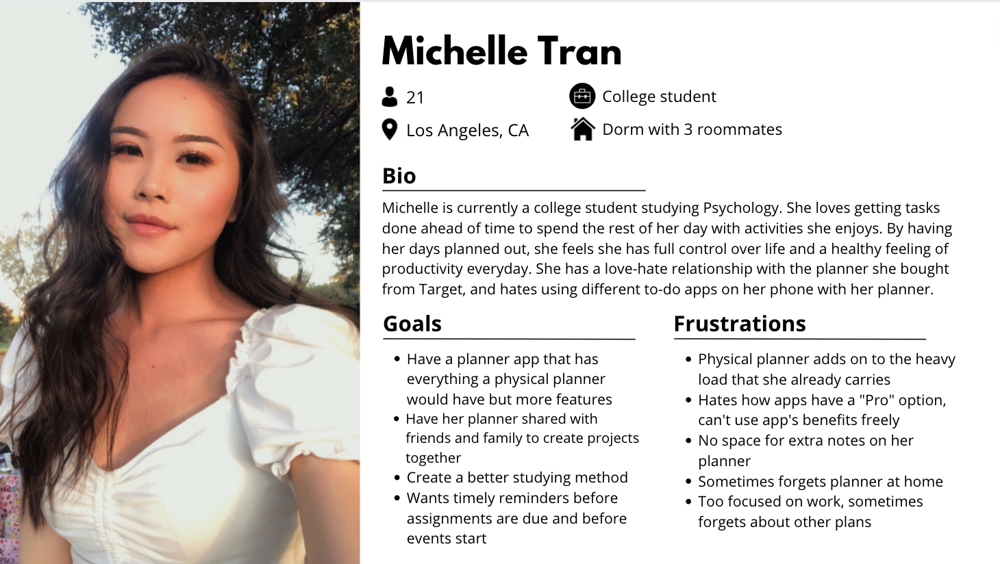 Michelle Tran
21
College student
Los Angeles, CA
Dorm with 3 roommates
Bio
Michelle is currently a college student studying Psychology. She loves getting tasks
done ahead of time to spend the rest of her day with activities she enjoys. By having
her days planned out, she feels she has full control over life and a healthy feeling of
productivity everyday. She has a love-hate relationship with the planner she bought
from Target, and hates using different to-do apps on her phone with her planner.
Goals
Have a planner app that has
everything a physical planner
would have but more features
Have her planner shared with
friends and family to create projects
together
Create a better studying method
Wants timely reminders before
assignments are due and before
events start
Frustrations
Physical planner adds on to the heavy
load that she already carries
Hates how apps have a "Pro" option,
can't use app's benefits freely
No space for extra notes on her
planner
Sometimes forgets planner at home
Too focused on work, sometimes
forgets about other plans